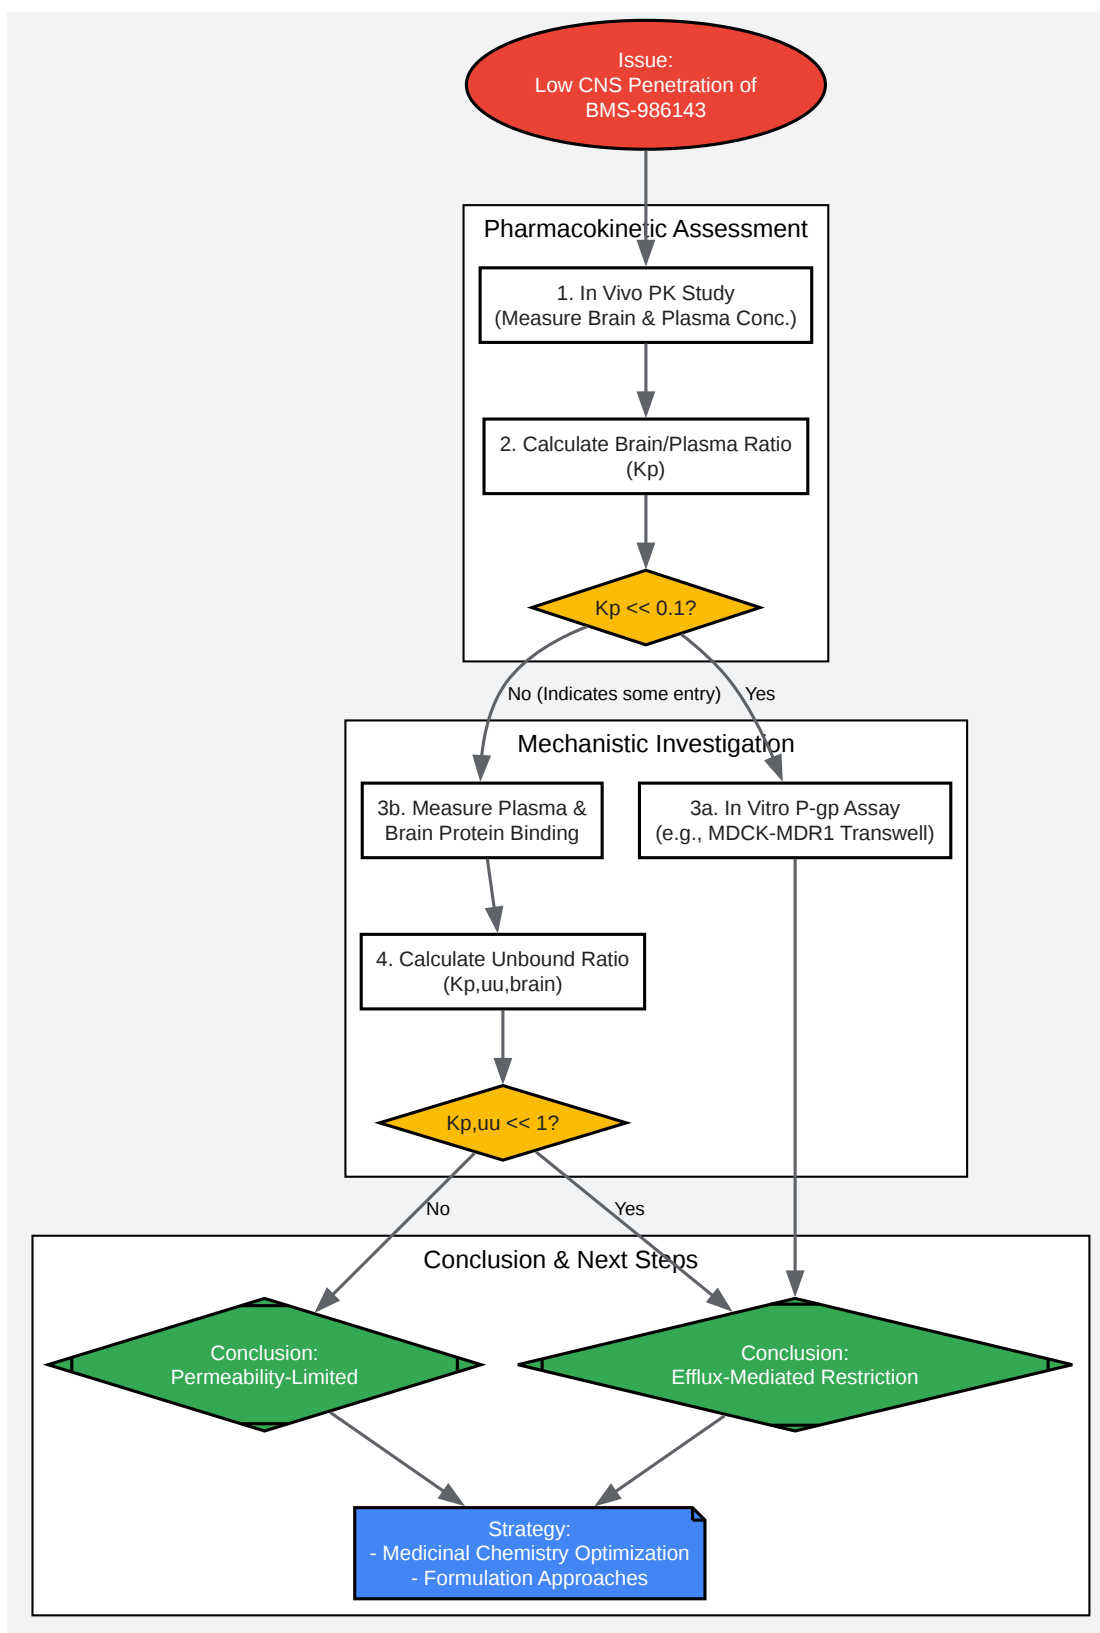 Issue:
Low CNS Penetration of
BMS-986143
Pharmacokinetic Assessment
1. In Vivo PK Study
(Measure Brain & Plasma Conc.)
2. Calculate Brain/Plasma Ratio
(Kp)
Kp << 0.1?
No (Indicates some entry)
Yes
Mechanistic Investigation
3b. Measure Plasma &
Brain Protein Binding
3a. In Vitro P-gp Assay
(e.g., MDCK-MDR1 Transwell)
4. Calculate Unbound Ratio
(Kp,uu,brain)
Kp,uu << 1?
No
Yes
Conclusion & Next Steps
Conclusion:
Permeability-Limited
Conclusion:
Efflux-Mediated Restriction
Strategy:
- Medicinal Chemistry Optimization
- Formulation Approaches